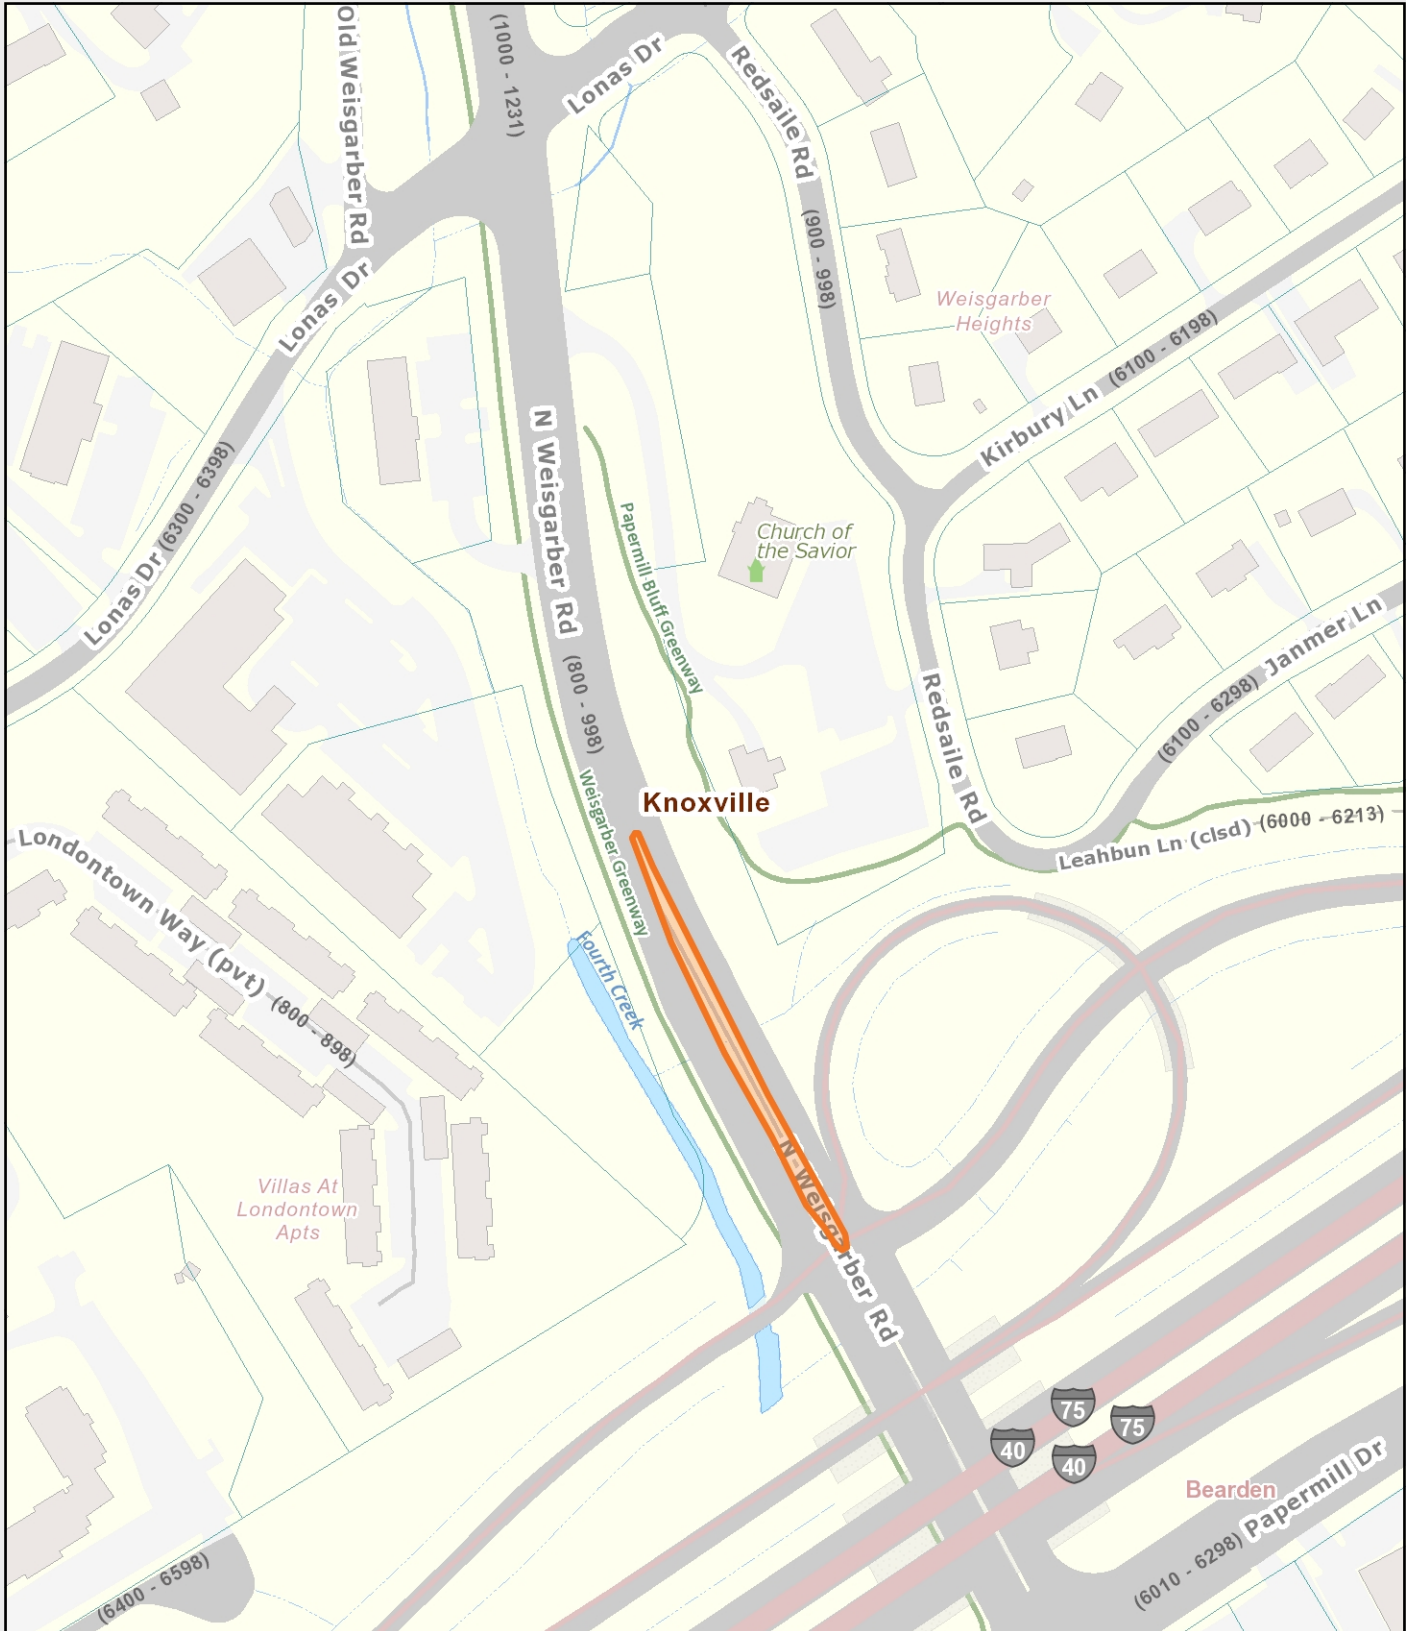 Old Weisgarber Rd
(1000 - 1231)
Lonas Dr
Redsaile Rd
(900 - 998)
Lonas Dr
Weisgarber
Heights
(6100 - 6198)
Kirbury Ln
N Weisgarber Rd
Lonas Dr
(6300 - 6398)
Papermill Bluff Greenway
Church of
the Savior
Janmer Ln
(6100 - 6298)
(800 - 998)
Redsaile Rd
Weisgarber Greenway
Knoxville
Leahbun Ln (clsd)
(6000 - 6213)
Londontown Way (pvt)
(800 - 898)
Fourth Creek
N Weisgarber Rd
Villas At
Londontown
Apts
75
75
40
40
Bearden
Papermill Dr
(6010 - 6298)
(6400 - 6598)